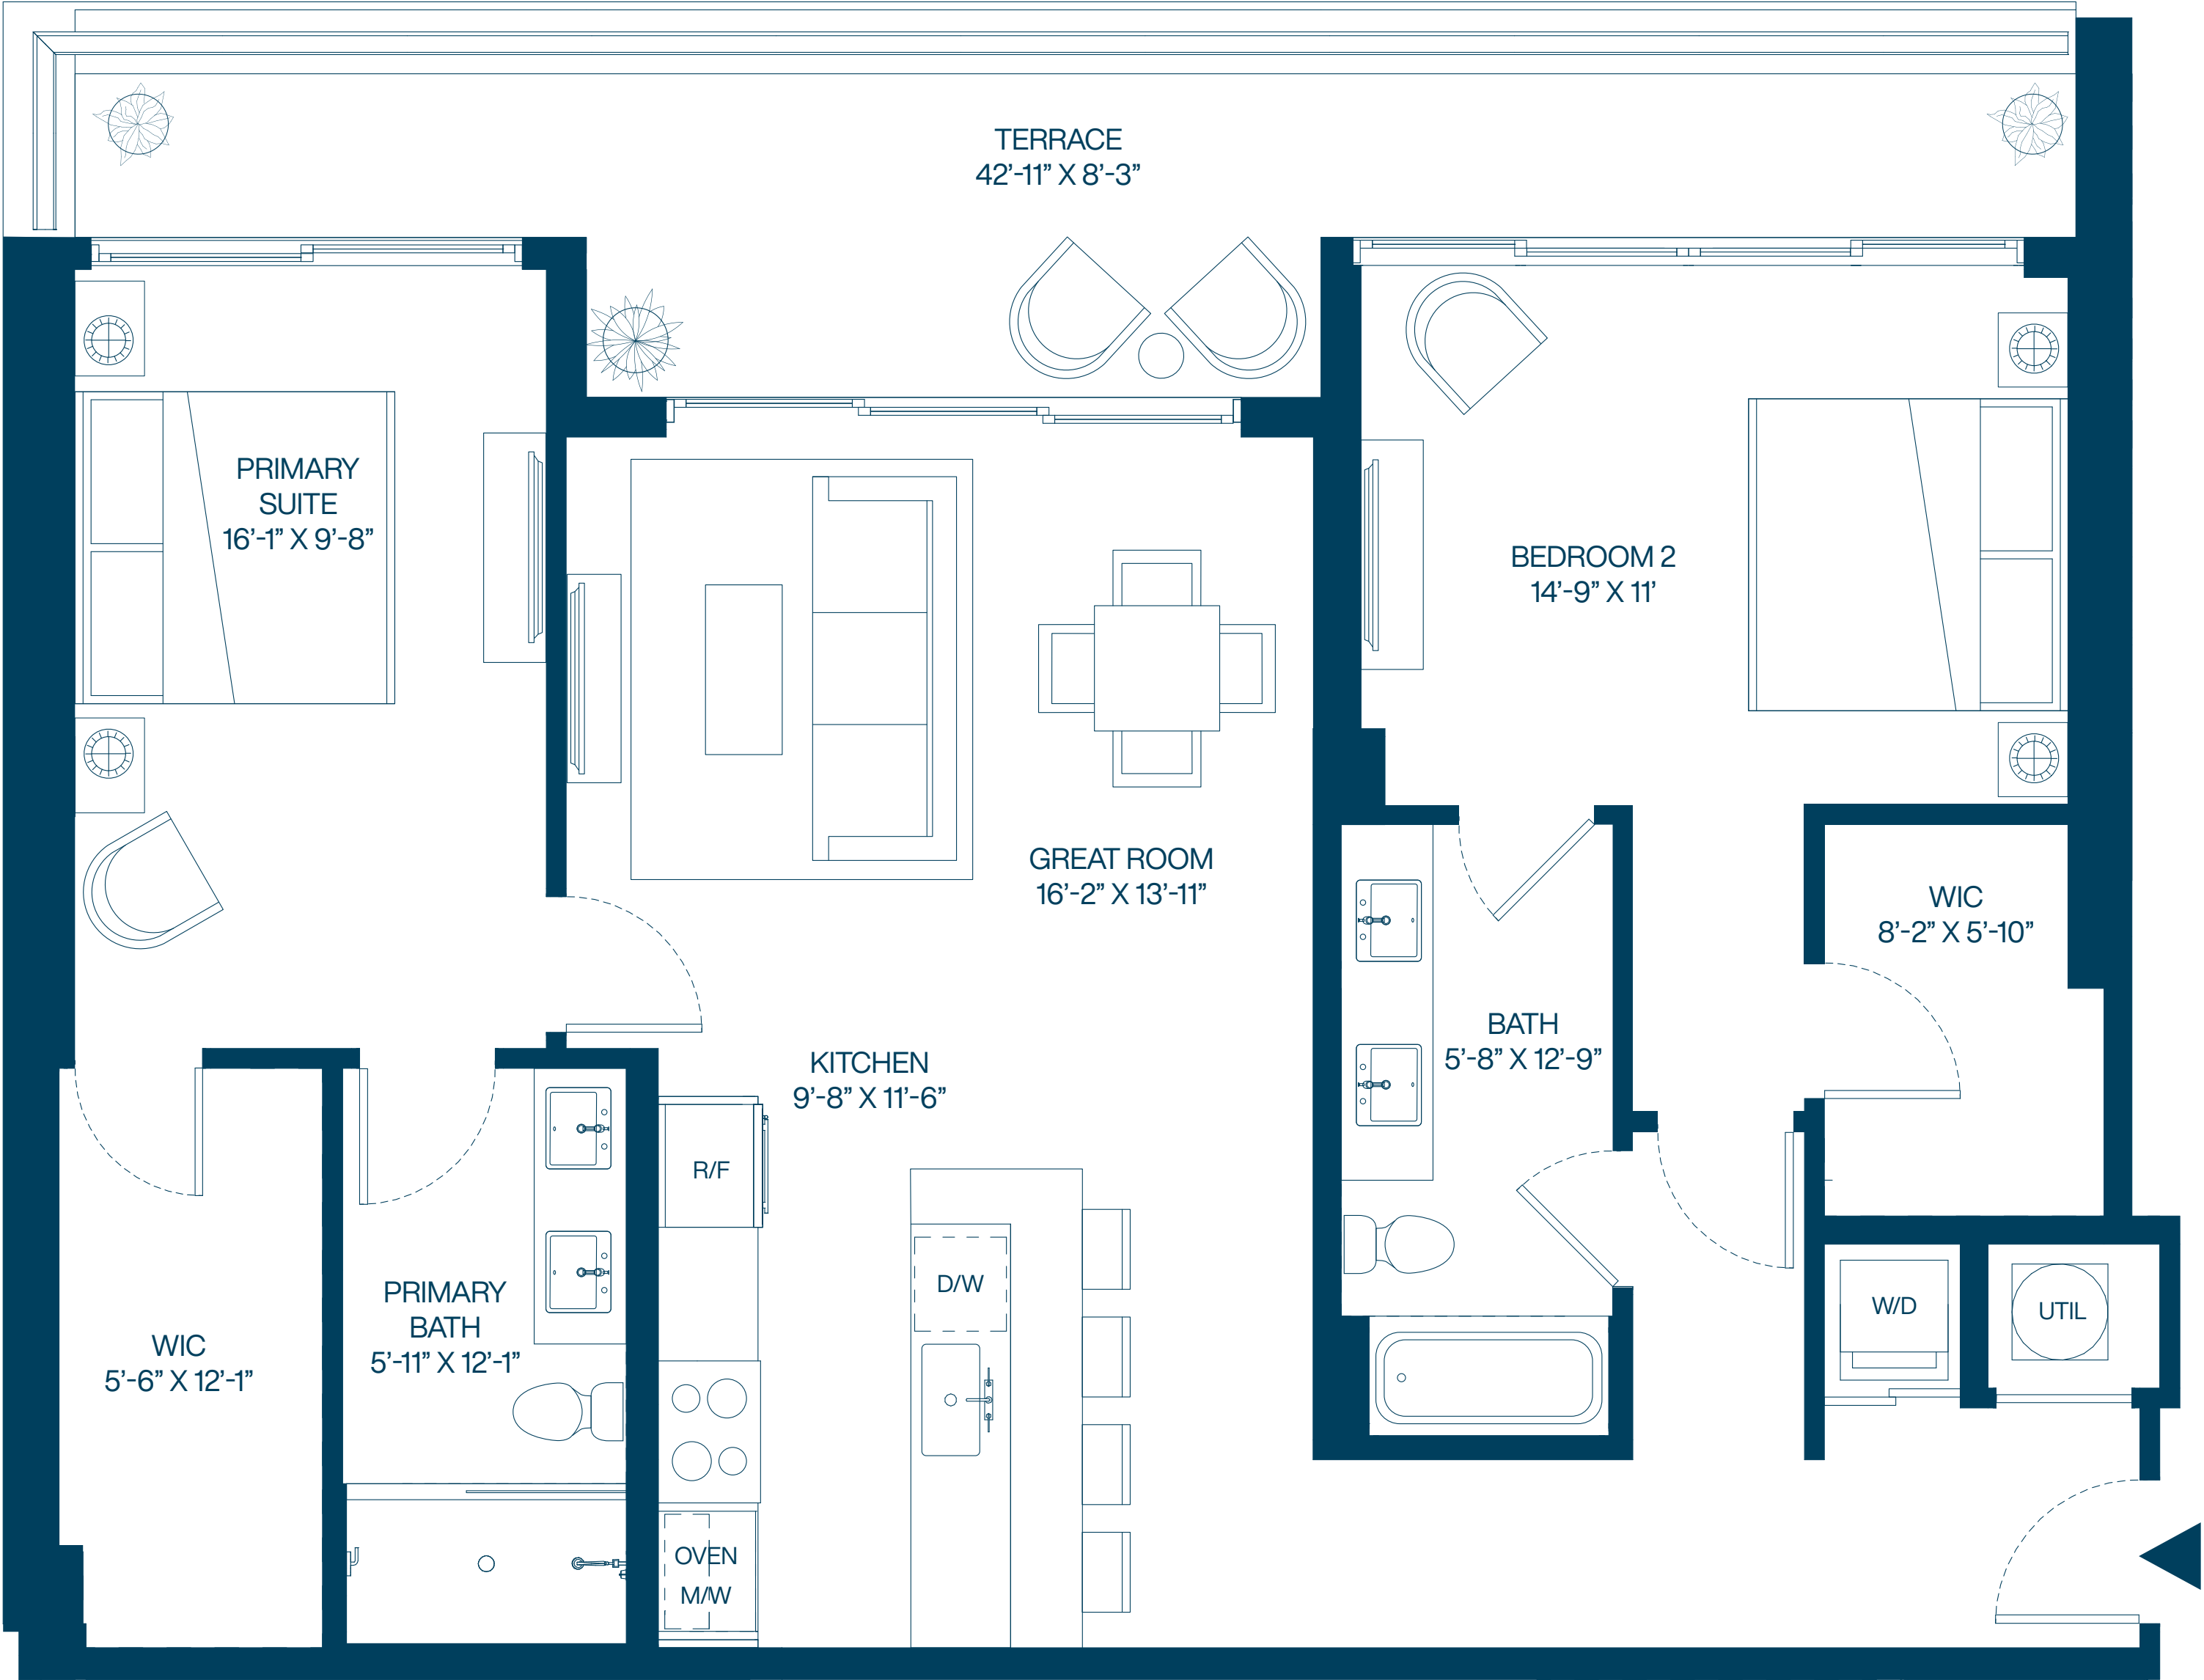 TERRACE
42’-11” X 8’-3”
PRIMARY
SUITE
16’-1” X 9’-8”
BEDROOM 2
14’-9” X 11’
GREAT ROOM
16’-2” X 13’-11”
WIC
8’-2” X 5’-10”
BATH
5’-8” X 12’-9”
KITCHEN
9’-8” X 11’-6”
R/F
D/W
PRIMARY
BATH
5’-11” X 12’-1”
WIC
5’-6” X 12’-1”
W/D
UTIL
OVEN
M/W